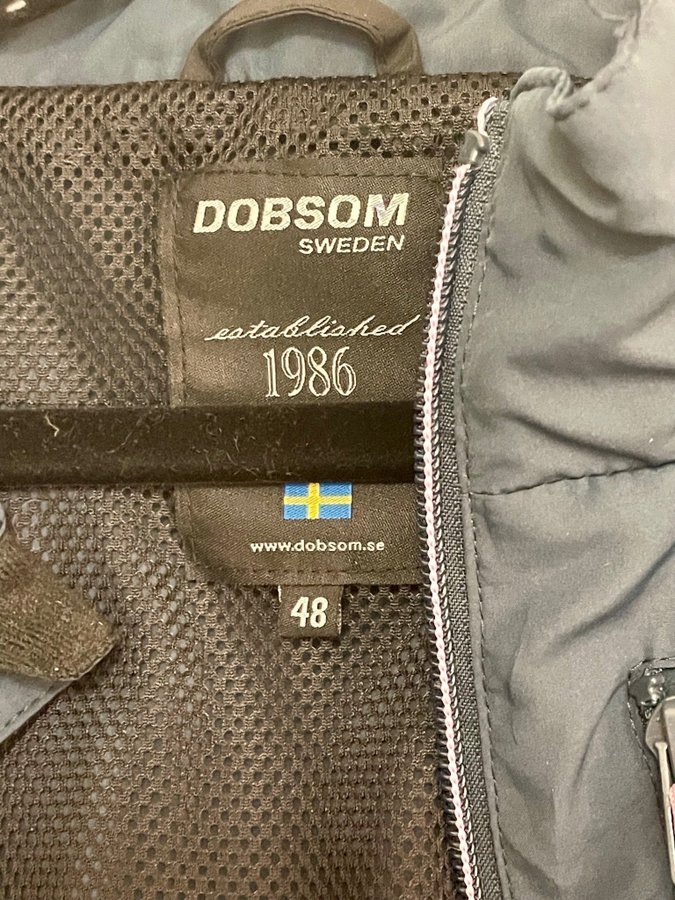 DOBSOM
SWEDEN
established
1986
www.dobsom.se
48